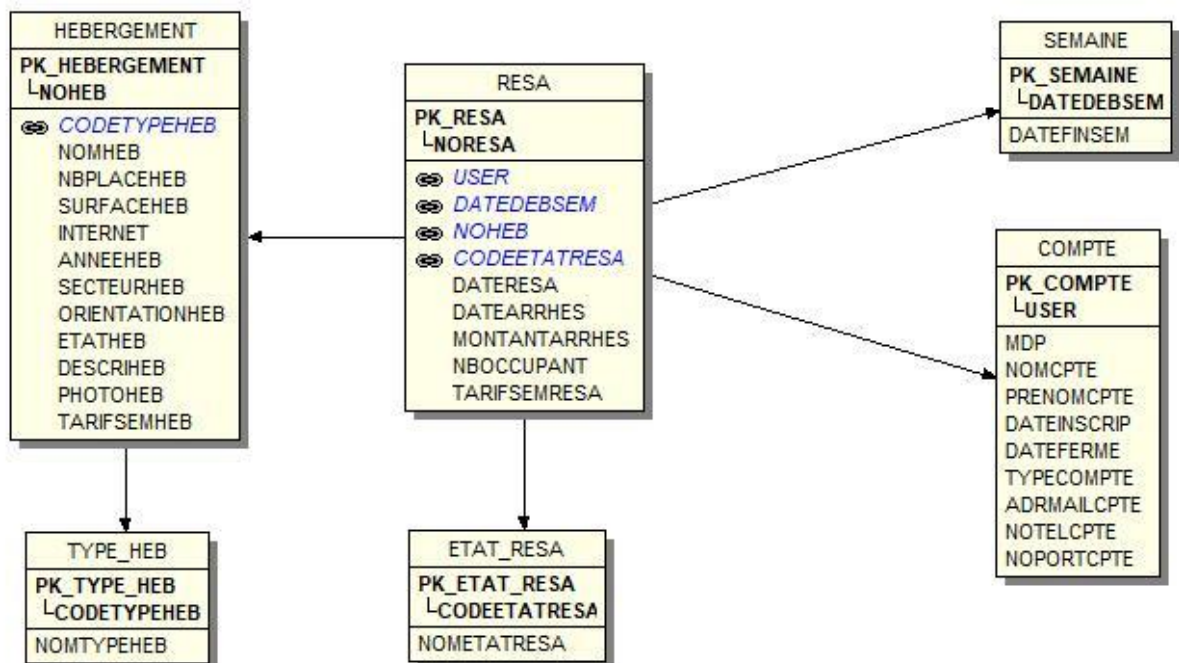 HEBERGEMENT
PK_HEBERGEMENT
NOHEB
CODETYPEHEB
NOMHEB
NBPLACEHEB
SURFACEHEB
INTERNET
ANNEEHEB
SECTEURHEB
ORIENTATIONHEB
ETATHEB
DESCRIHEB
PHOTOHEB
TARIFSEMHEB
RESA
PK_RESA
NORESA
USER
DATEDEBSEM
NOHEB
CODEETATRESA
DATERESA
DATEARRHES
MONTANTARRHES
NBOCCUPANT
TARIFSEMRESA
SEMAINE
PK_SEMAINE
DATEDEBSEM
DATEFINSEM
COMPTE
PK_COMPTE
USER
MDP
NOMCPTE
PRENOMCPTE
DATEINSCRIP
DATEFERME
TYPECOMPTE
ADRMAILCPTE
NOTELCPTE
NOPORTCPTE
TYPE_HEB
PK_TYPE_HEB
CODETYPEHEB
NOMTYPEHEB
ETAT_RESA
PK_ETAT_RESA
CODEETATRESA
NOMETATRESA